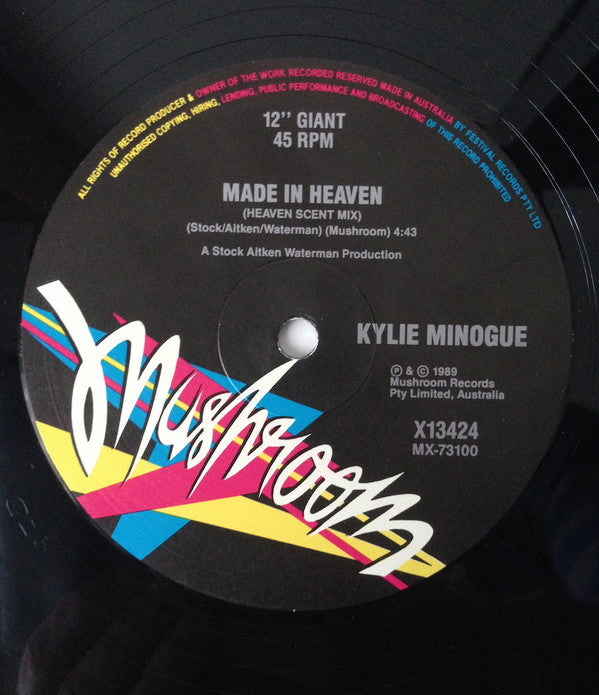 ALL RIGHTS OF RECORD PRODUCER & OWNER OF THE WORK RECORDED RESERVED MADE IN AUSTRALIA BY FESTIVAL RECORDS PTY LTD
UNAUTHORISED COPYING, HIRING, LENDING, PUBLIC PERFORMANCE AND BROADCASTING OF THIS RECORD PROHIBITED
12'' GIANT
45 RPM
MADE IN HEAVEN
(HEAVEN SCENT MIX)
(Stock/Aitken/Waterman) (Mushroom) 4:43
A Stock Aitken Waterman Production
KYLIE MINOGUE
℗ & © 1989
Mushroom Records
Pty Limited, Australia
X13424
MX-73100
Mushroom